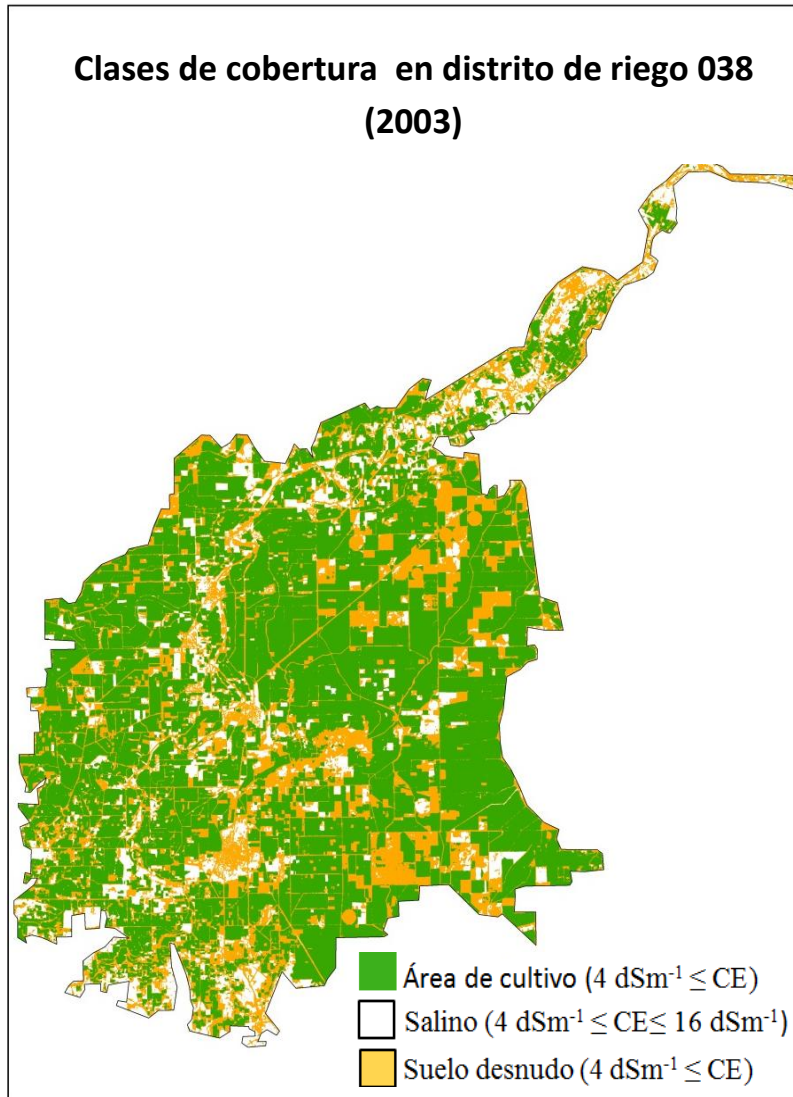 Clases de cobertura en distrito de riego 038
(2003)
Área de cultivo (4 dSm⁻¹ ≤ CE)
Salino (4 dSm⁻¹ ≤ CE≤ 16 dSm⁻¹)
Suelo desnudo (4 dSm⁻¹ ≤ CE)